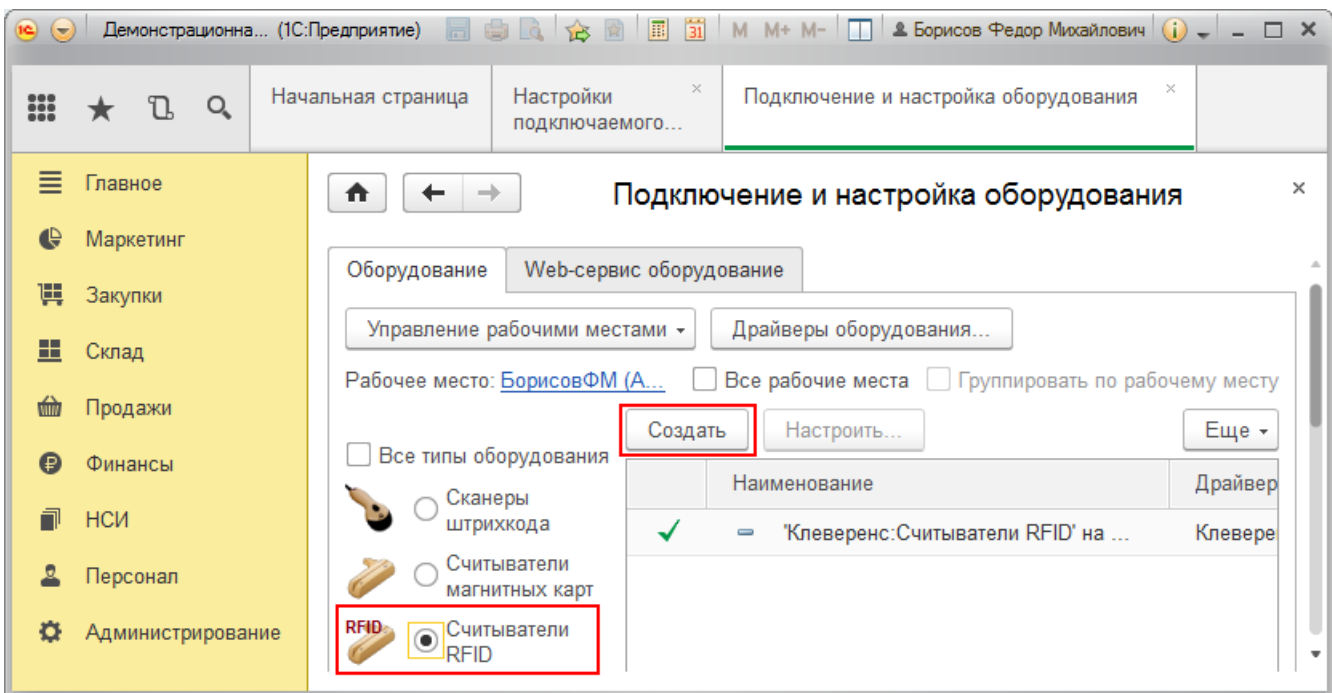 1С Демонстрационна... (1С:Предприятие) 31 M M+ M- Борисов Федор Михайлович i
Начальная страница
Настройки
подключаемого...
Подключение и настройка оборудования
Главное
Маркетинг
Закупки
Склад
Продажи
Финансы
НСИ
Персонал
Администрирование
Подключение и настройка оборудования
Оборудование
Web-сервис оборудование
Управление рабочими местами
Драйверы оборудования...
Рабочее место: БорисовФМ (А... Все рабочие места Группировать по рабочему месту
Создать
Настроить...
Еще
Все типы оборудования
Сканеры
штрихкода
Считыватели
магнитных карт
RFID
Считыватели
RFID
Наименование
Драйвер
'Клеверенс:Считыватели RFID' на ...
Клевере